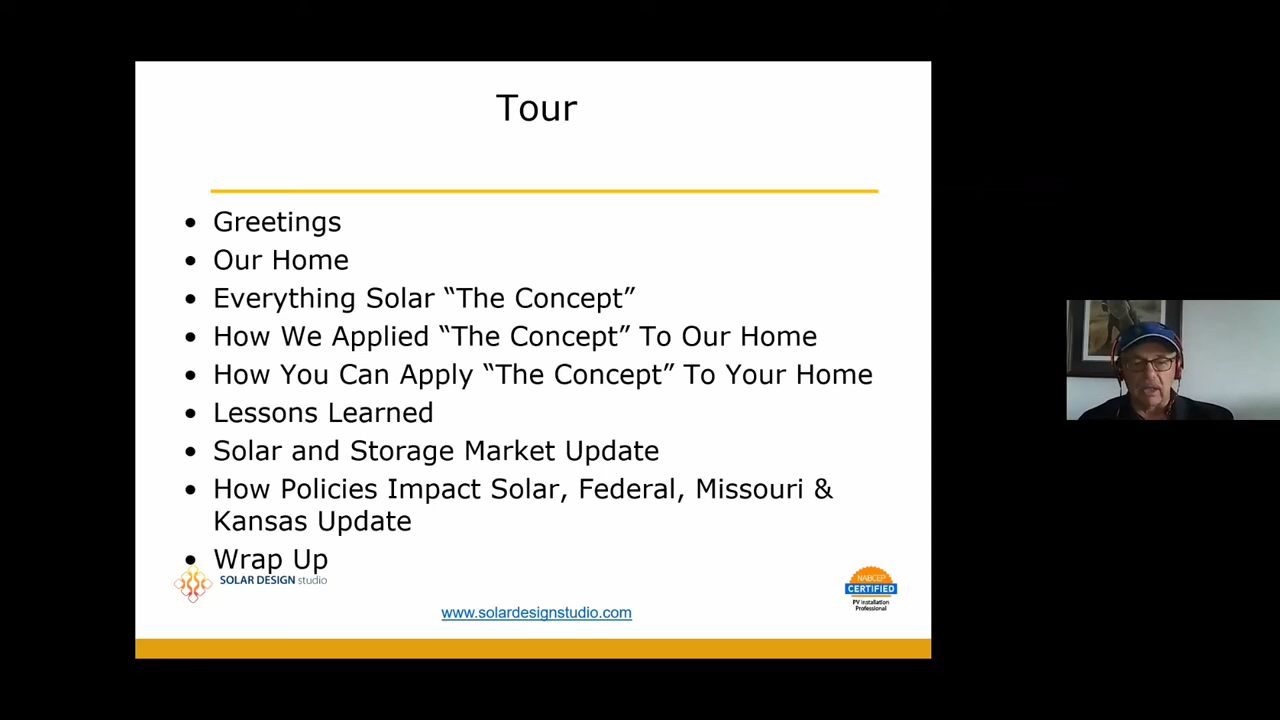 Tour
• Greetings
• Our Home
• Everything Solar “The Concept”
• How We Applied “The Concept” To Our Home
• How You Can Apply “The Concept” To Your Home
• Lessons Learned
• Solar and Storage Market Update
• How Policies Impact Solar, Federal, Missouri &
Kansas Update
• Wrap Up
SOLAR DESIGN studio
www.solardesignstudio.com
NABCEP
CERTIFIED
PV Installation
Professional